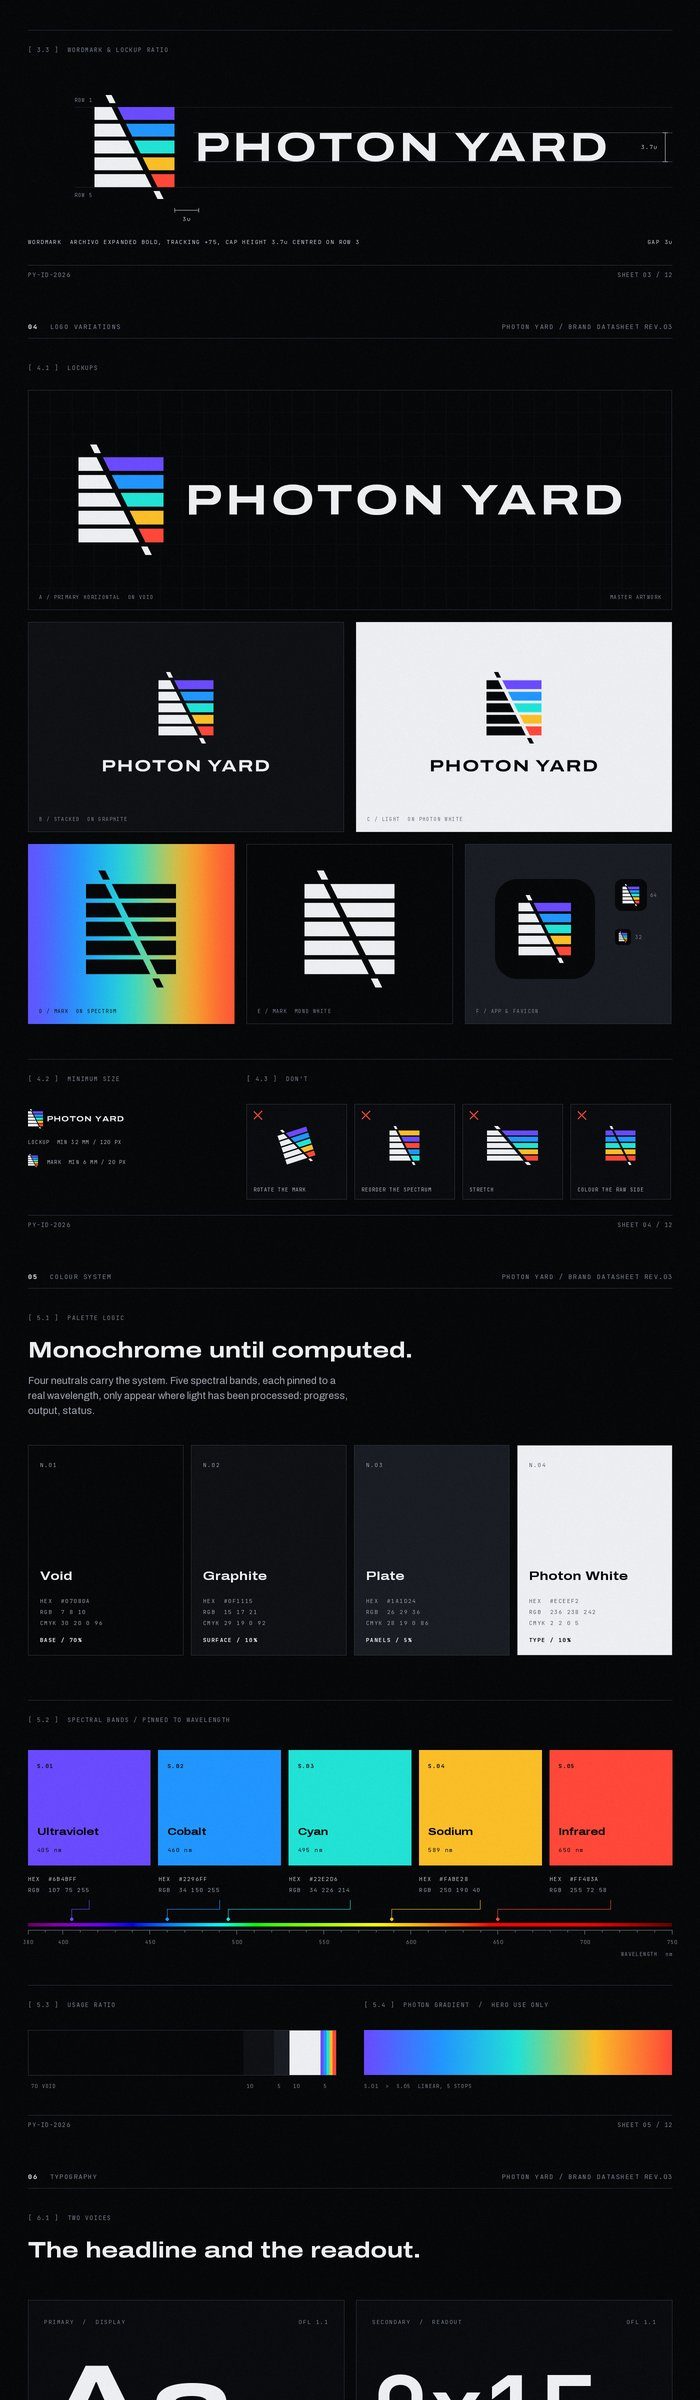 [ 3.3 ] WORDMARK & LOCKUP RATIO
ROW 1
PHOTON YARD
3.7υ
ROW 5
3υ
WORDMARK ARCHIVO EXPANDED BOLD, TRACKING +75, CAP HEIGHT 3.7υ CENTRED ON ROW 3
GAP 3υ
PY-ID-2026
SHEET 03 / 12
04 LOGO VARIATIONS
PHOTON YARD / BRAND DATASHEET REV.03
[ 4.1 ] LOCKUPS
PHOTON YARD
A / PRIMARY HORIZONTAL ON VOID
MASTER ARTWORK
PHOTON YARD
B / STACKED ON GRAPHITE
PHOTON YARD
C / LIGHT ON PHOTON WHITE
D / MARK ON SPECTRUM
E / MARK MONO WHITE
64
32
F / APP & FAVICON
[ 4.2 ] MINIMUM SIZE
PHOTON YARD
LOCKUP MIN 32 MM / 120 PX
MARK MIN 6 MM / 20 PX
[ 4.3 ] DON'T
ROTATE THE MARK
REORDER THE SPECTRUM
STRETCH
COLOUR THE RAW SIDE
PY-ID-2026
SHEET 04 / 12
05 COLOUR SYSTEM
PHOTON YARD / BRAND DATASHEET REV.03
[ 5.1 ] PALETTE LOGIC
Monochrome until computed.
Four neutrals carry the system. Five spectral bands, each pinned to a
real wavelength, only appear where light has been processed: progress,
output, status.
N.01
Void
HEX #07080A
RGB 7 8 10
CMYK 30 20 0 96
BASE / 70%
N.02
Graphite
HEX #0F1115
RGB 15 17 21
CMYK 29 19 0 92
SURFACE / 10%
N.03
Plate
HEX #1A1D24
RGB 26 29 36
CMYK 28 19 0 86
PANELS / 5%
N.04
Photon White
HEX #ECEEF2
RGB 236 238 242
CMYK 2 2 0 5
TYPE / 10%
[ 5.2 ] SPECTRAL BANDS / PINNED TO WAVELENGTH
S.01
Ultraviolet
405 nm
HEX #6B4BFF
RGB 107 75 255
S.02
Cobalt
460 nm
HEX #2296FF
RGB 34 150 255
S.03
Cyan
495 nm
HEX #22E2D6
RGB 34 226 214
S.04
Sodium
589 nm
HEX #FABE28
RGB 250 190 40
S.05
Infrared
650 nm
HEX #FF483A
RGB 255 72 58
380 400 450 500 550 600 650 700 750
WAVELENGTH nm
[ 5.3 ] USAGE RATIO
70 VOID 10 5 10 5
[ 5.4 ] PHOTON GRADIENT / HERO USE ONLY
S.01 > S.05 LINEAR, 5 STOPS
PY-ID-2026
SHEET 05 / 12
06 TYPOGRAPHY
PHOTON YARD / BRAND DATASHEET REV.03
[ 6.1 ] TWO VOICES
The headline and the readout.
PRIMARY / DISPLAY
OFL 1.1
SECONDARY / READOUT
OFL 1.1